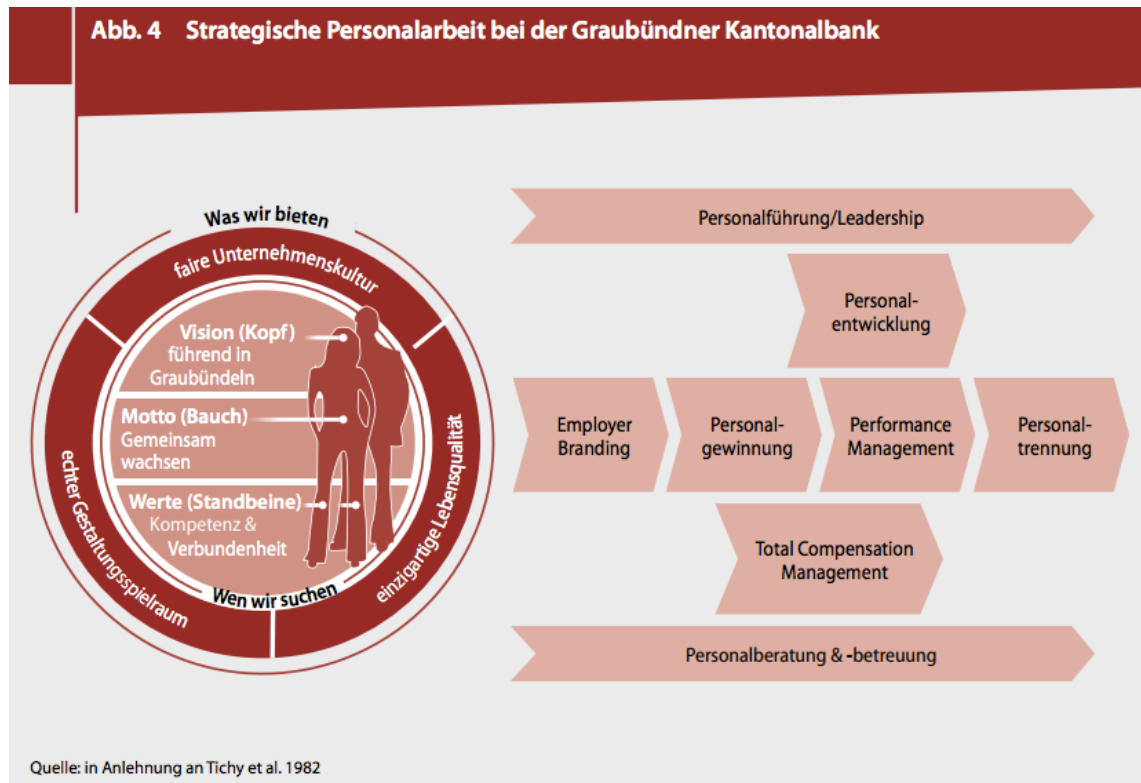 Abb. 4 Strategische Personalarbeit bei der Graubündner Kantonalbank
Was wir bieten
faire Unternehmenskultur
Vision (Kopf)
führend in
Graubündeln
Motto (Bauch)
Gemeinsam
wachsen
Werte (Standbeine)
Kompetenz &
Verbundenheit
Wen wir suchen
echter Gestaltungsspielraum
einzigartige Lebensqualität
Personalführung/Leadership
Personal-
entwicklung
Employer
Branding
Personal-
gewinnung
Performance
Management
Personal-
trennung
Total Compensation
Management
Personalberatung & -betreuung
Quelle: in Anlehnung an Tichy et al. 1982